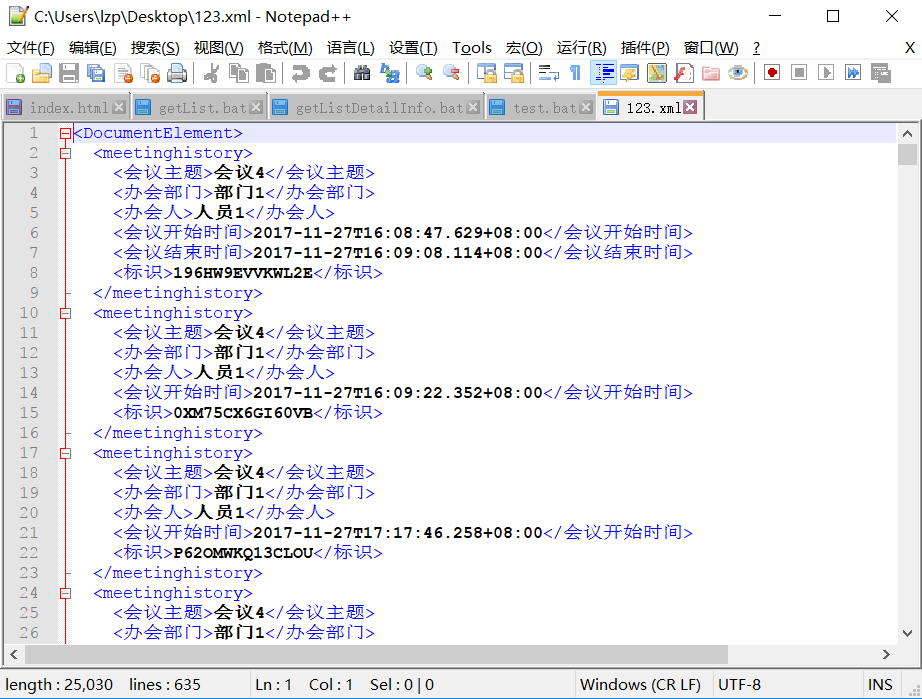 C:\Users\lzp\Desktop\123.xml - Notepad++
文件(F) 编辑(E) 搜索(S) 视图(V) 格式(M) 语言(L) 设置(T) Tools 宏(O) 运行(R) 插件(P) 窗口(W) ? X
index.html getList.bat getListDetailInfo.bat test.bat 123.xml
1 <DocumentElement>
2 <meetinghistory>
3 <会议主题>会议4</会议主题>
4 <办会部门>部门1</办会部门>
5 <办会人>人员1</办会人>
6 <会议开始时间>2017-11-27T16:08:47.629+08:00</会议开始时间>
7 <会议结束时间>2017-11-27T16:09:08.114+08:00</会议结束时间>
8 <标识>196HW9EVVKWL2E</标识>
9 </meetinghistory>
10 <meetinghistory>
11 <会议主题>会议4</会议主题>
12 <办会部门>部门1</办会部门>
13 <办会人>人员1</办会人>
14 <会议开始时间>2017-11-27T16:09:22.352+08:00</会议开始时间>
15 <标识>0XM75CX6GI60VB</标识>
16 </meetinghistory>
17 <meetinghistory>
18 <会议主题>会议4</会议主题>
19 <办会部门>部门1</办会部门>
20 <办会人>人员1</办会人>
21 <会议开始时间>2017-11-27T17:17:46.258+08:00</会议开始时间>
22 <标识>P62OMWKQ13CLOU</标识>
23 </meetinghistory>
24 <meetinghistory>
25 <会议主题>会议4</会议主题>
26 <办会部门>部门1</办会部门>
length : 25,030 lines : 635 Ln : 1 Col : 1 Sel : 0 | 0 Windows (CR LF) UTF-8 INS